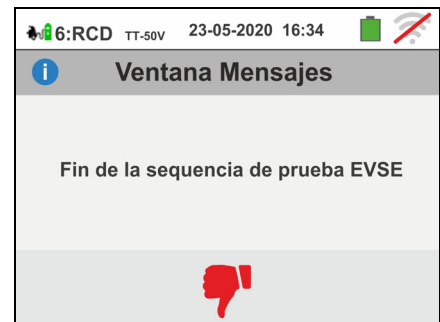 6:RCD TT-50V 23-05-2020 16:34
Ventana Mensajes
Fin de la sequencia de prueba EVSE